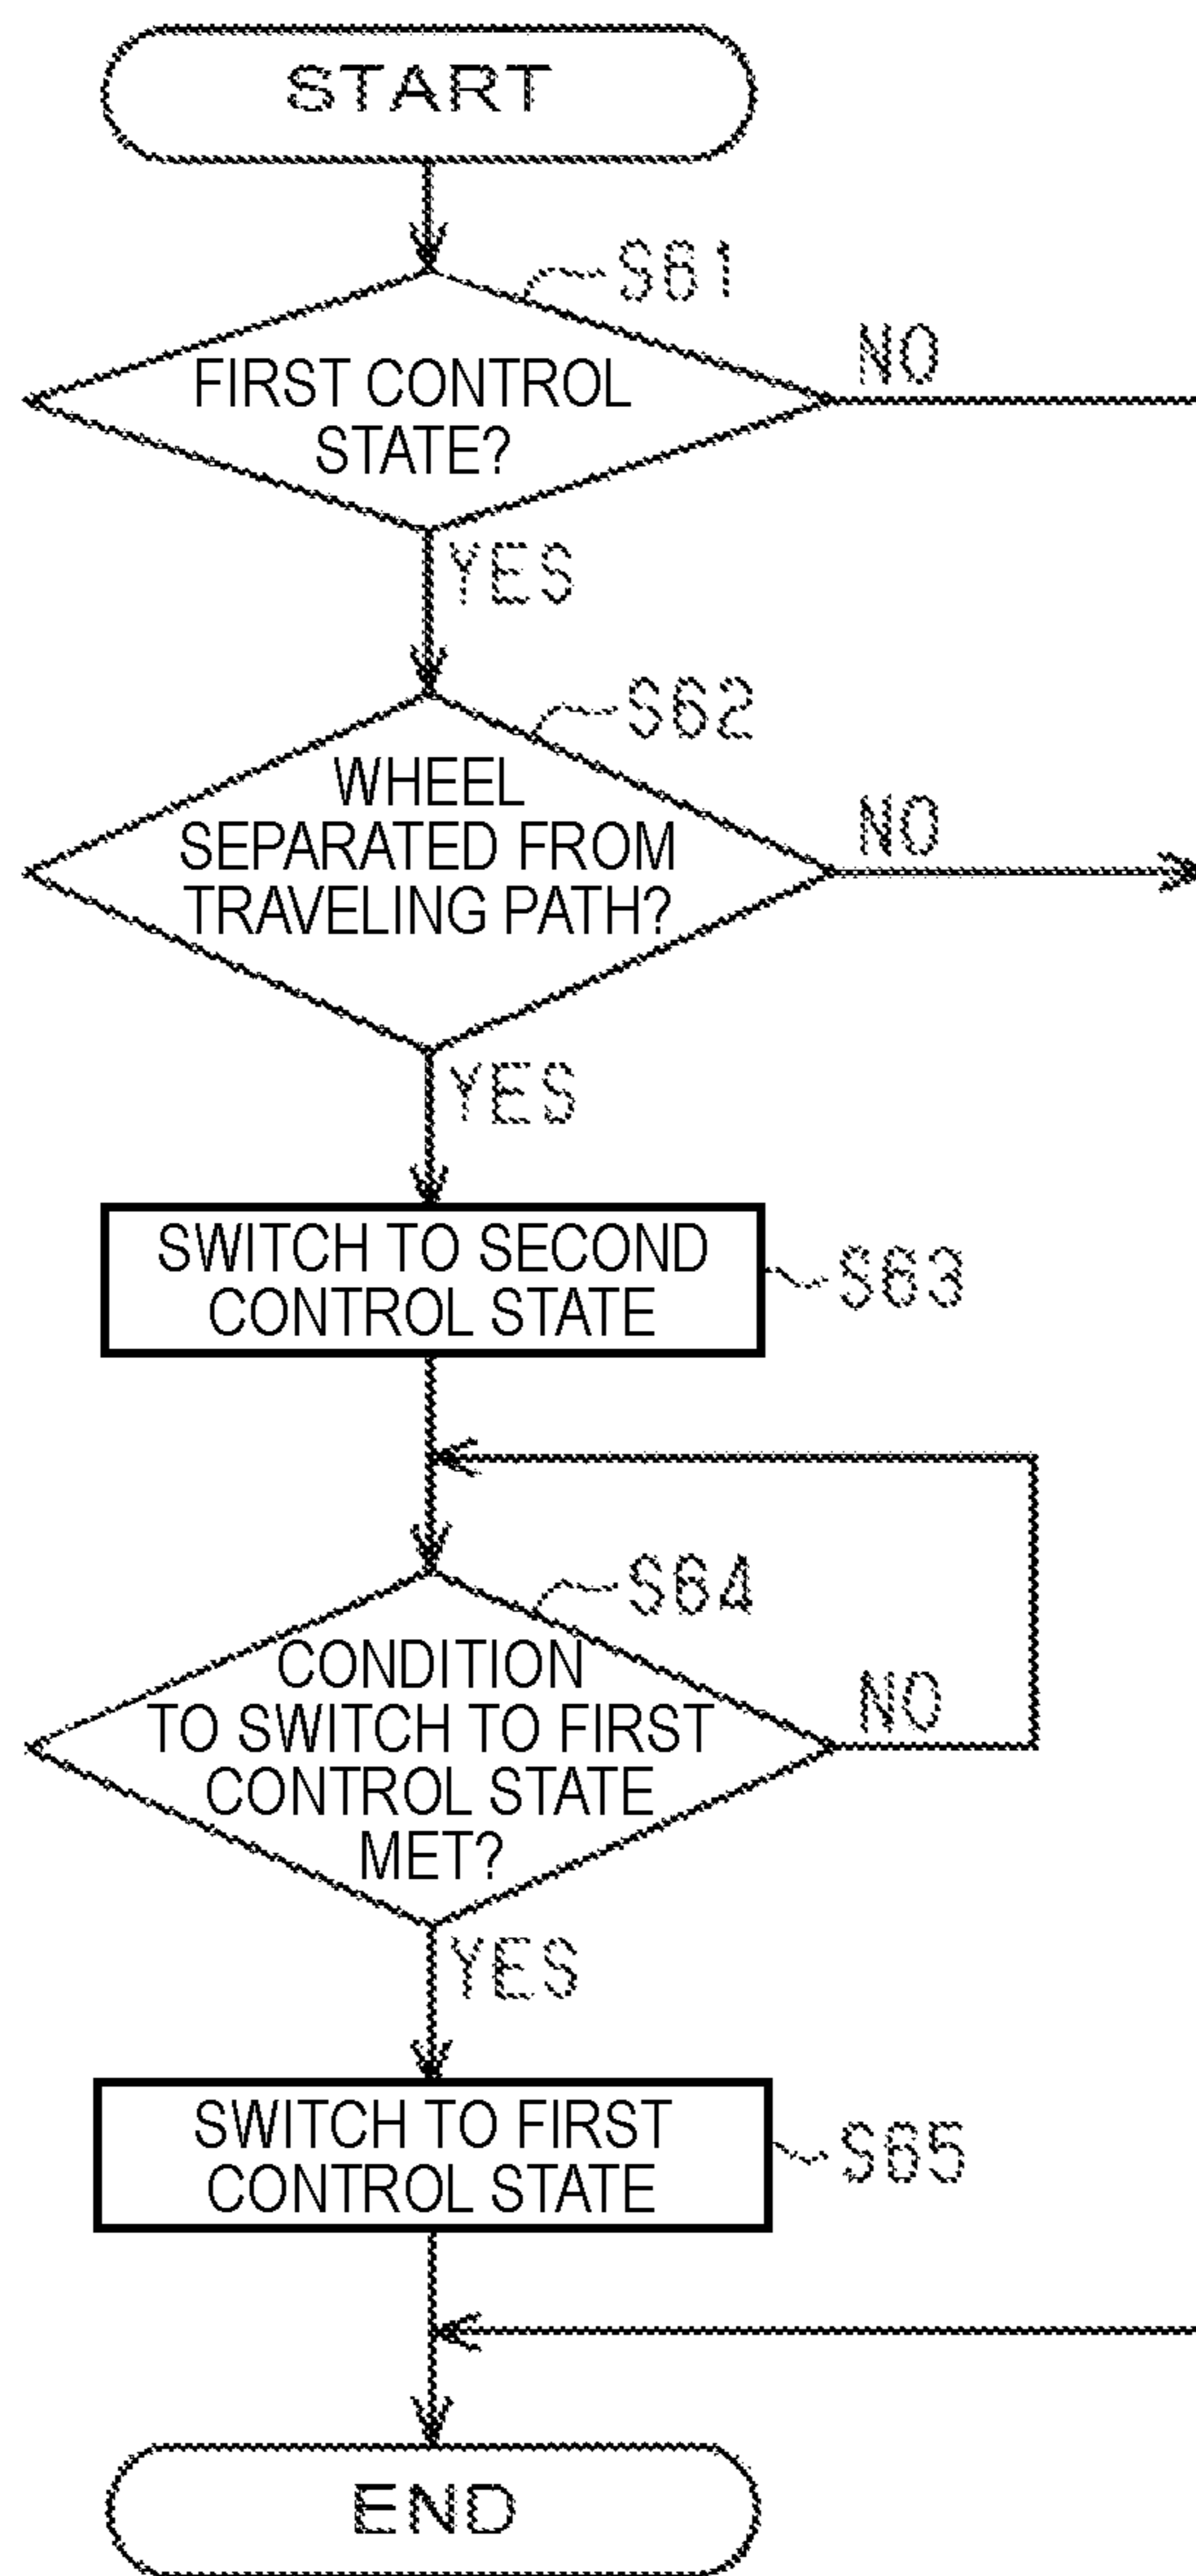 START
S61
FIRST CONTROL
STATE?
NO
YES
S62
WHEEL
SEPARATED FROM
TRAVELING PATH?
NO
YES
SWITCH TO SECOND
CONTROL STATE
S63
S64
CONDITION
TO SWITCH TO FIRST
CONTROL STATE
MET?
NO
YES
SWITCH TO FIRST
CONTROL STATE
S65
END